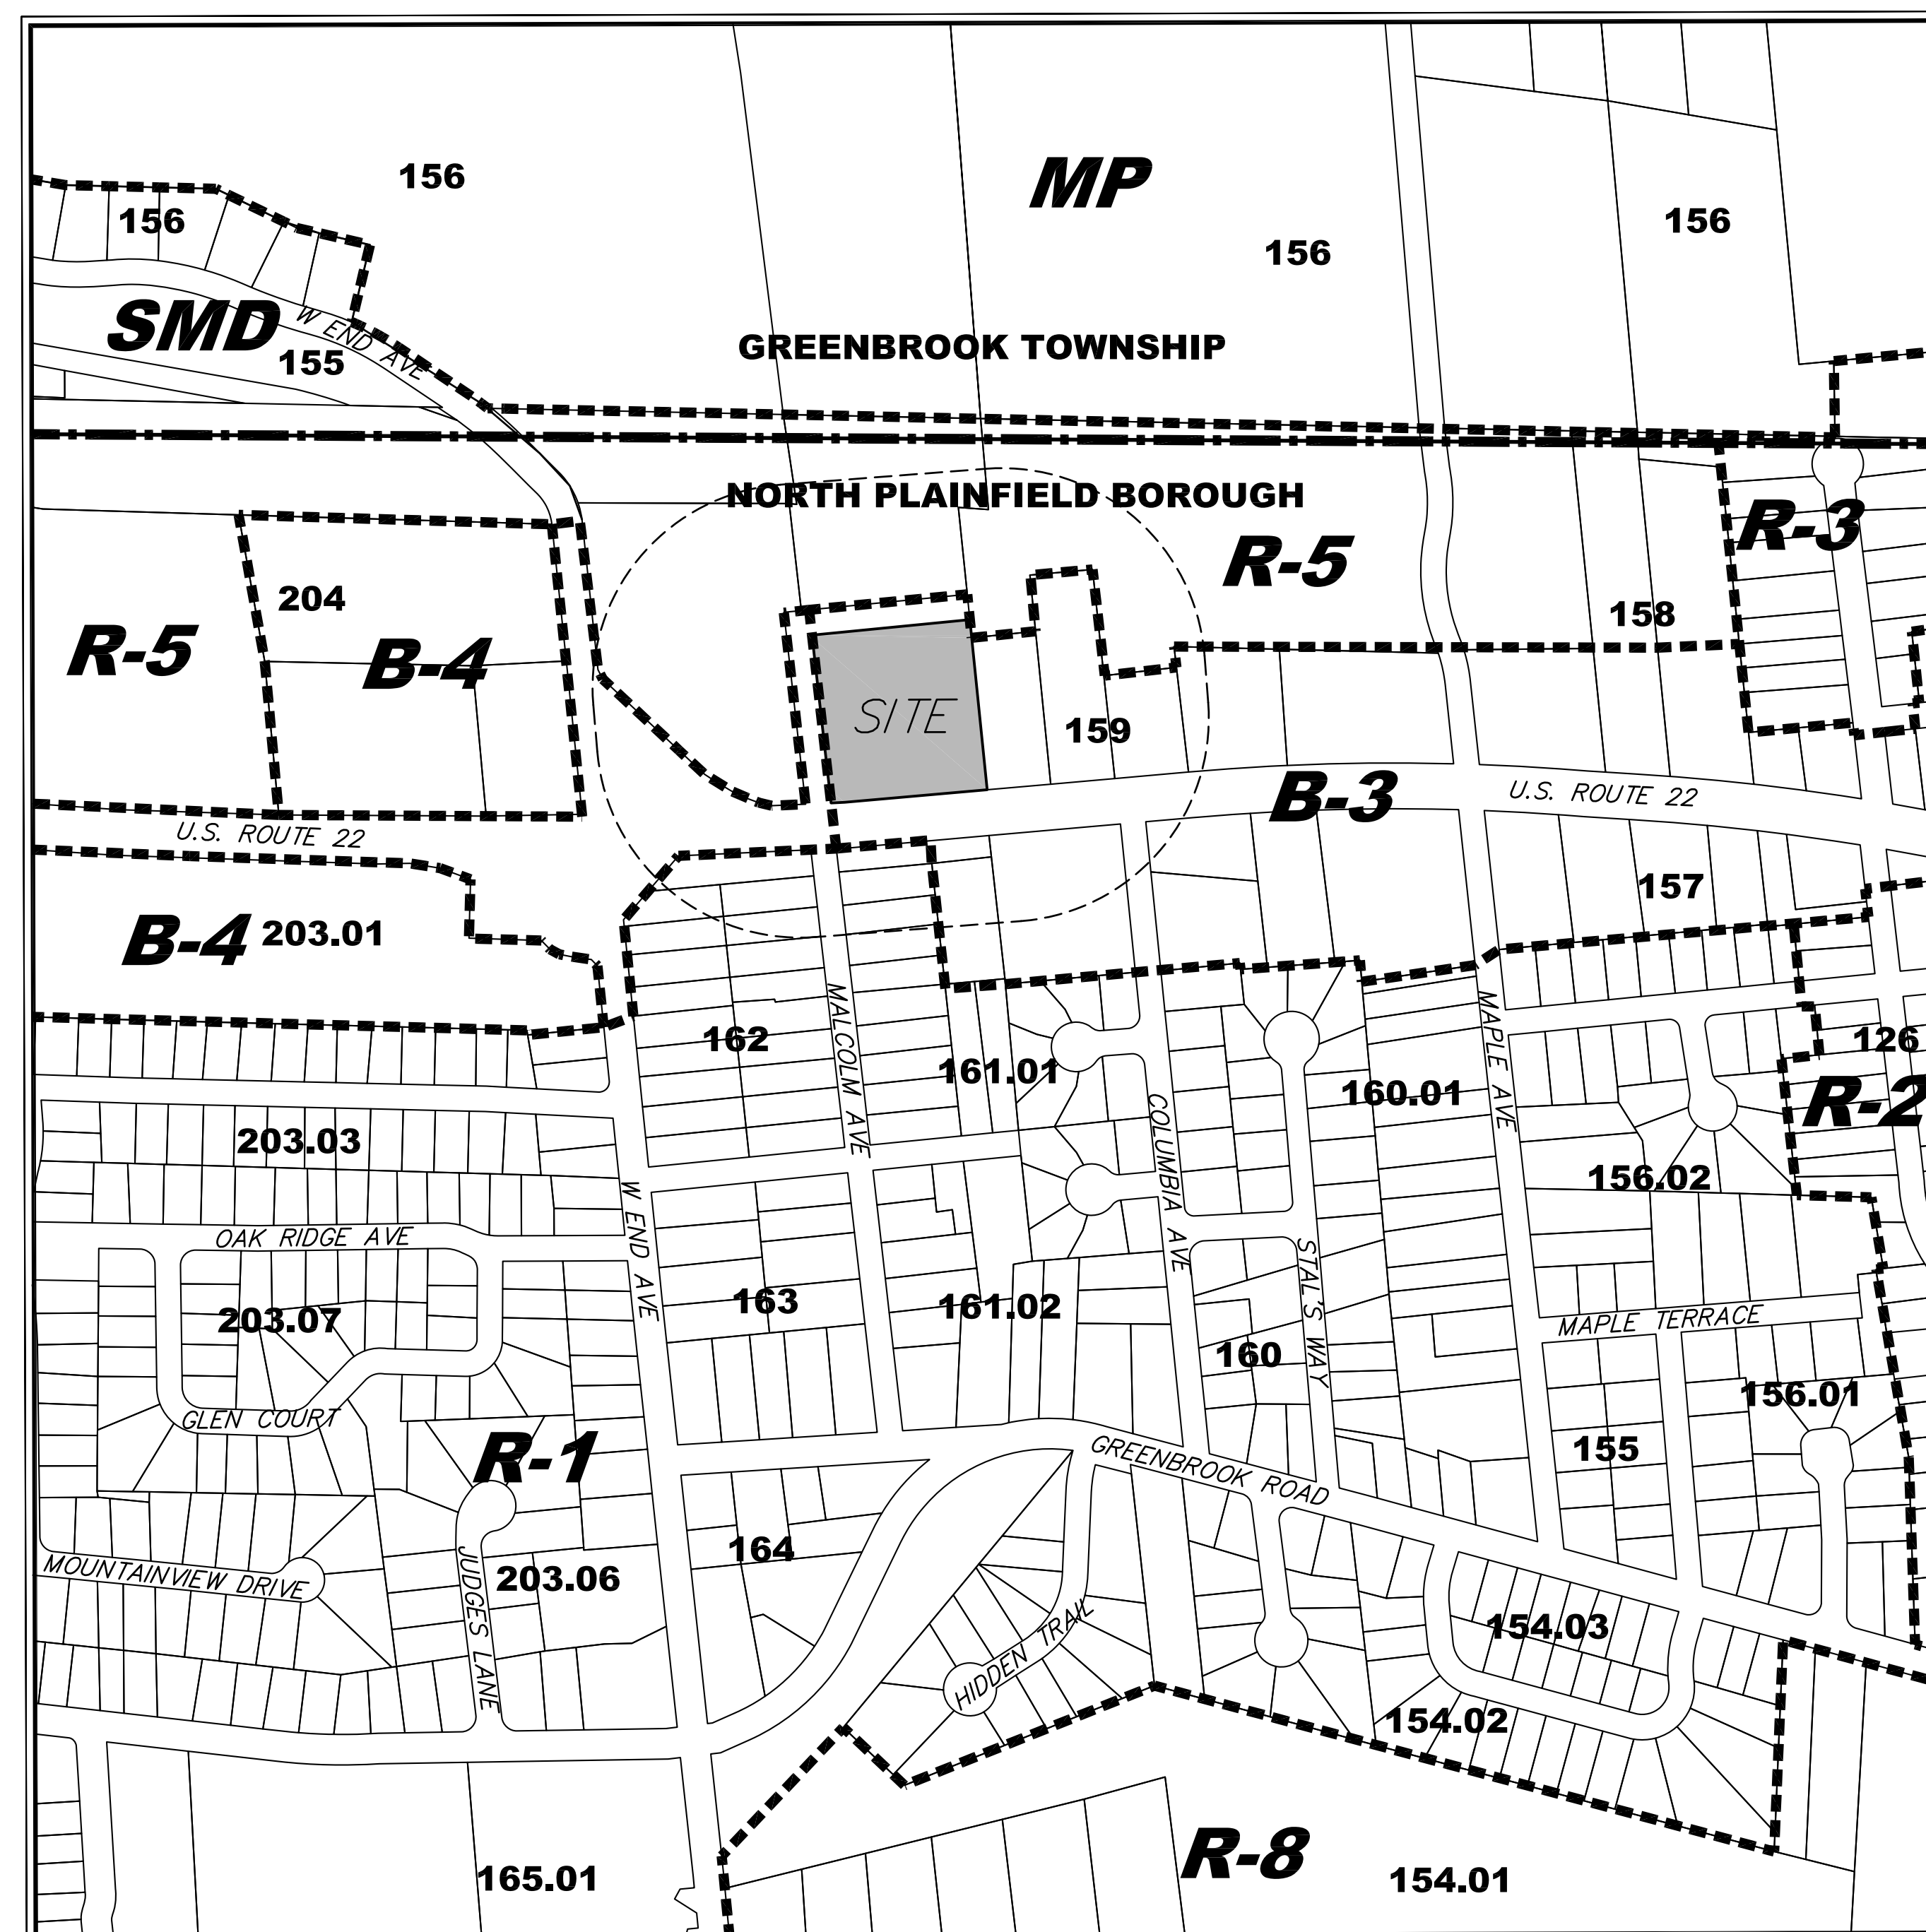 156
MP
156
156
156
SMD
W END AVE
155
GREENBROOK TOWNSHIP
NORTH PLAINFIELD BOROUGH
R-3
R-5
204
158
R-5
B-4
SITE
159
B-3
U.S. ROUTE 22
U.S. ROUTE 22
157
B-4
203.01
162
MALCOLM AVE
161.01
MAPLE AVE
126
160.01
R-2
203.03
COLUMBIA AVE
156.02
W END AVE
OAK RIDGE AVE
STAL'S WAY
163
161.02
203.07
MAPLE TERRACE
160
156.01
GLEN COURT
R-1
155
GREENBROOK ROAD
164
MOUNTAINVIEW DRIVE
JUDGES LANE
203.06
154.03
HIDDEN TRAIL
154.02
R-8
165.01
154.01